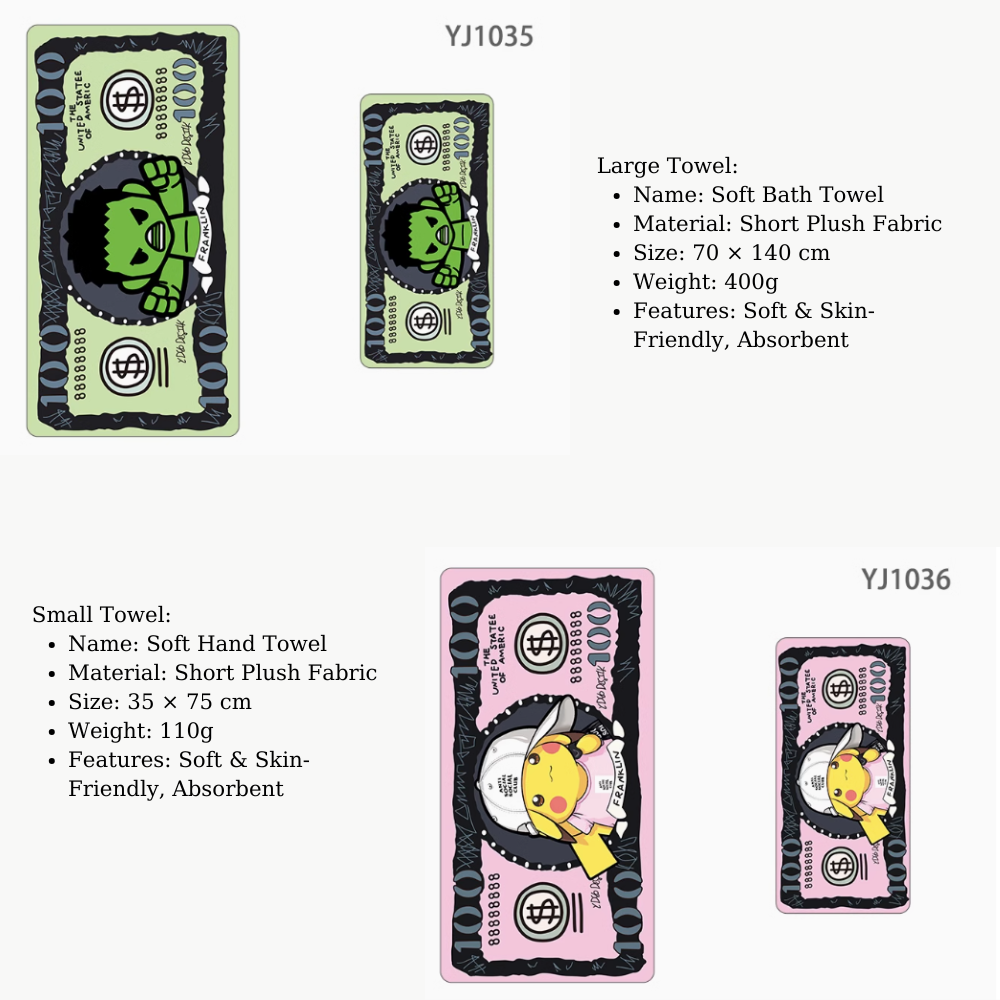 YJ1035
100
100
THE
UNITED STATEE
OF AMERIC
88888888
$
FRANKLIN
$
88888888
100
100
100
100
THE
UNITED STATEE
OF AMERIC
88888888
$
FRANKLIN
$
88888888
100
100
Large Towel:
• Name: Soft Bath Towel
• Material: Short Plush Fabric
• Size: 70 × 140 cm
• Weight: 400g
• Features: Soft & Skin-
Friendly, Absorbent
Small Towel:
• Name: Soft Hand Towel
• Material: Short Plush Fabric
• Size: 35 × 75 cm
• Weight: 110g
• Features: Soft & Skin-
Friendly, Absorbent
YJ1036
100
100
THE
UNITED STATEE
OF AMERIC
88888888
$
ANTI
SOCIAL
SOCIAL
CLUB
FRANKLIN
$
88888888
100
100
100
100
THE
UNITED STATEE
OF AMERIC
88888888
$
ANTI
SOCIAL
SOCIAL
CLUB
FRANKLIN
$
88888888
100
100